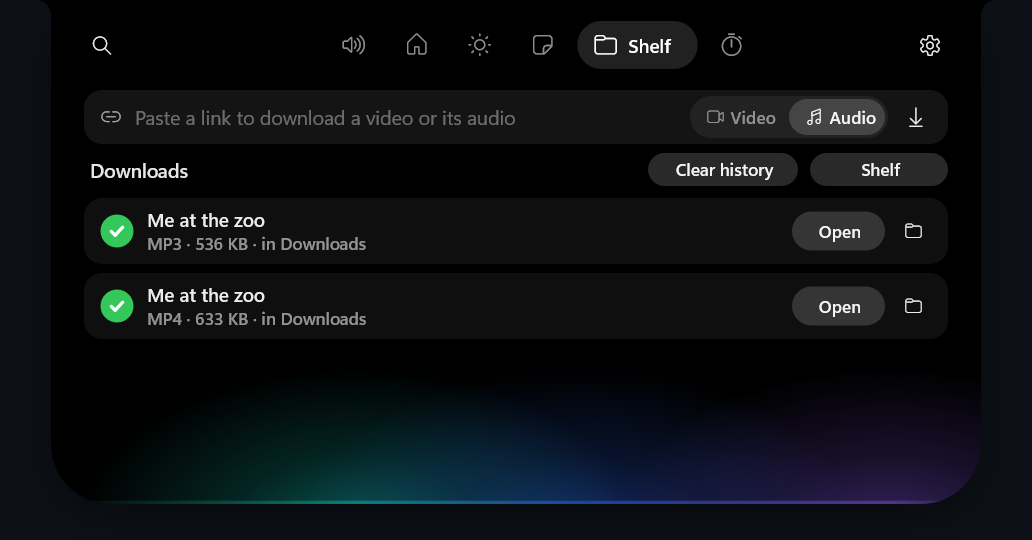 Shelf
Paste a link to download a video or its audio
Video
Audio
Downloads
Clear history
Shelf
Me at the zoo
MP3 · 536 KB · in Downloads
Open
Me at the zoo
MP4 · 633 KB · in Downloads
Open